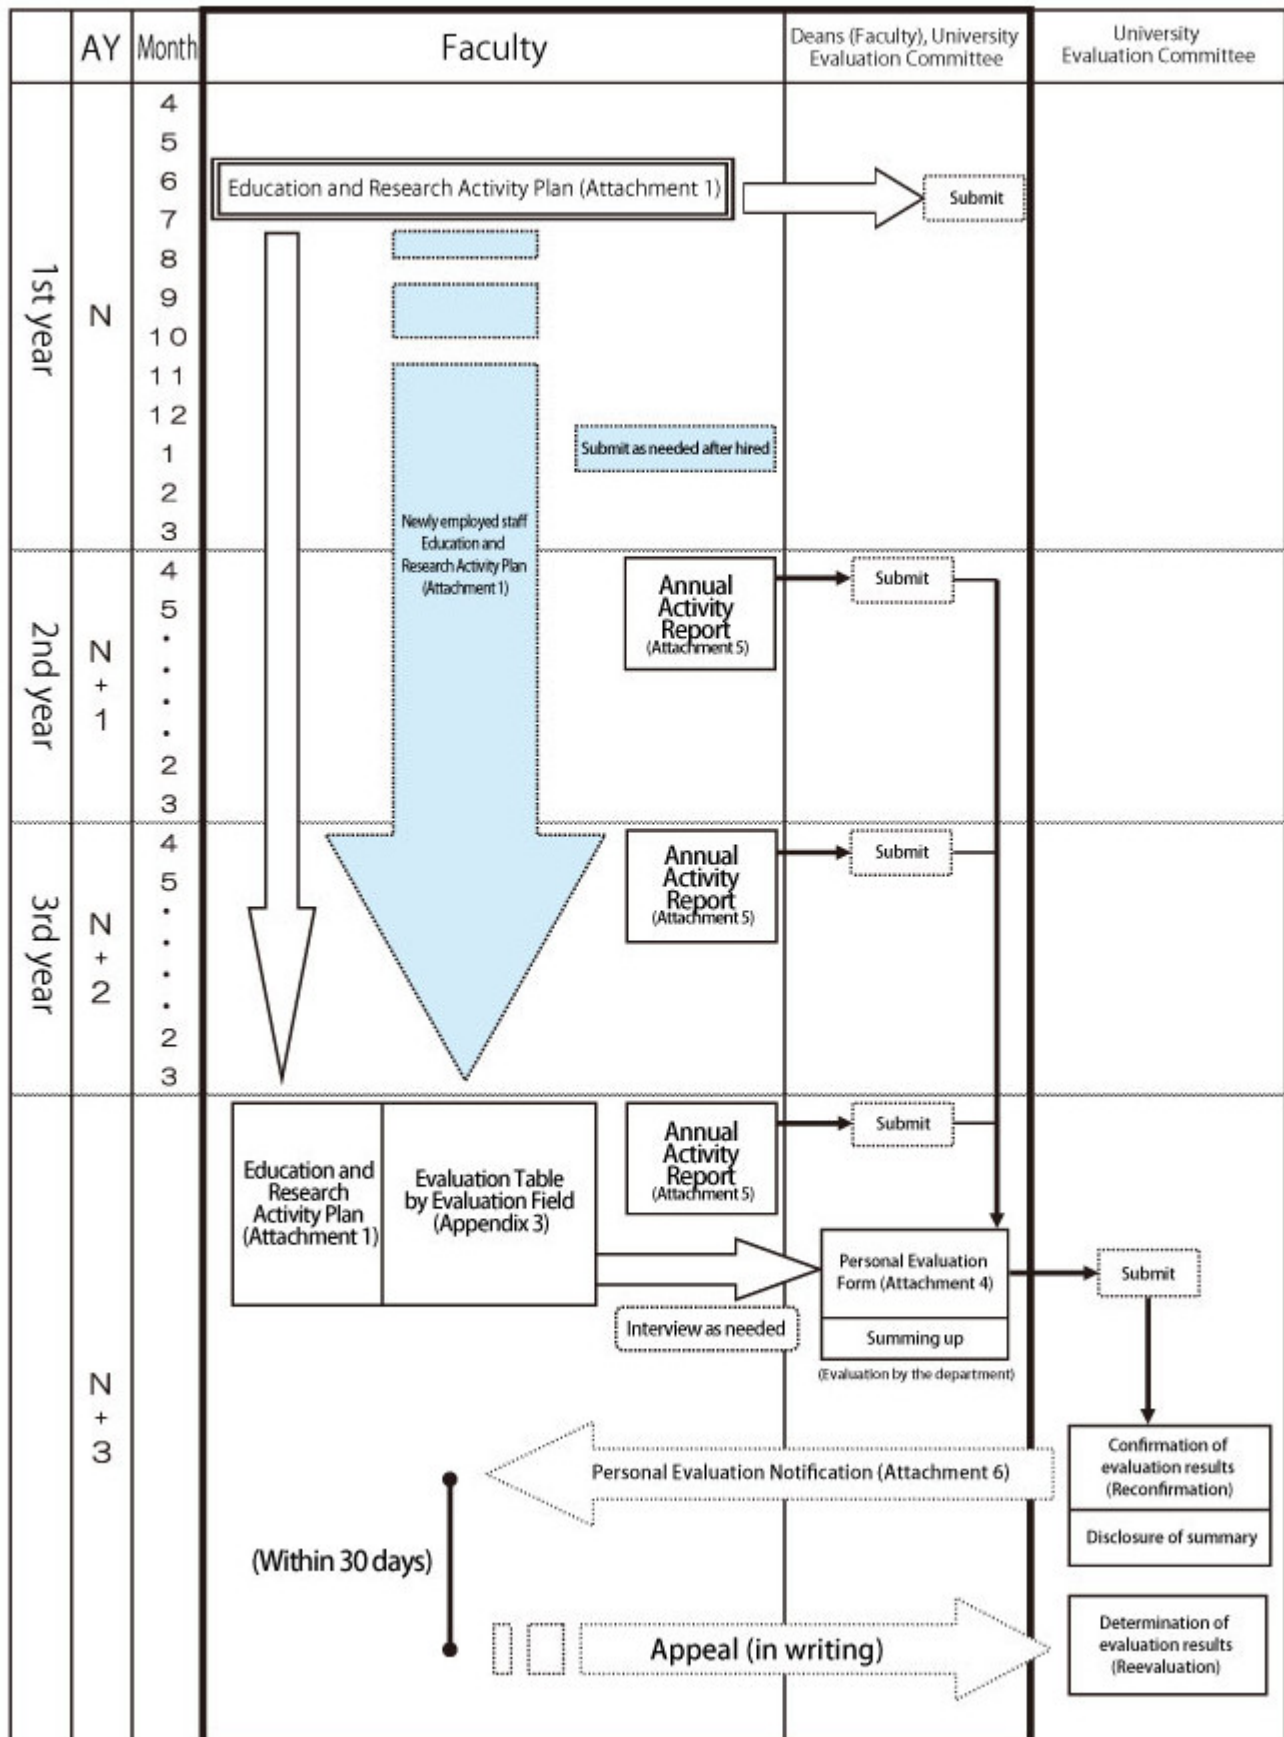 AY
Month
Faculty
Deans (Faculty), University
Evaluation Committee
University
Evaluation Committee
1st year
N
4
5
6
7
8
9
10
11
12
1
2
3
Education and Research Activity Plan (Attachment 1)
Submit
Submit as needed after hired
Newly employed staff
Education and
Research Activity Plan
(Attachment 1)
2nd year
N
+
1
4
5
・
・
・
・
2
3
Annual
Activity
Report
(Attachment 5)
Submit
3rd year
N
+
2
4
5
・
・
・
・
2
3
Annual
Activity
Report
(Attachment 5)
Submit
N
+
3
Education and
Research
Activity Plan
(Attachment 1)
Evaluation Table
by Evaluation Field
(Appendix 3)
Annual
Activity
Report
(Attachment 5)
Submit
Interview as needed
Personal Evaluation
Form (Attachment 4)
Summing up
(Evaluation by the department)
Submit
Confirmation of
evaluation results
(Reconfirmation)
Disclosure of summary
Personal Evaluation Notification (Attachment 6)
(Within 30 days)
Appeal (in writing)
Determination of
evaluation results
(Reevaluation)